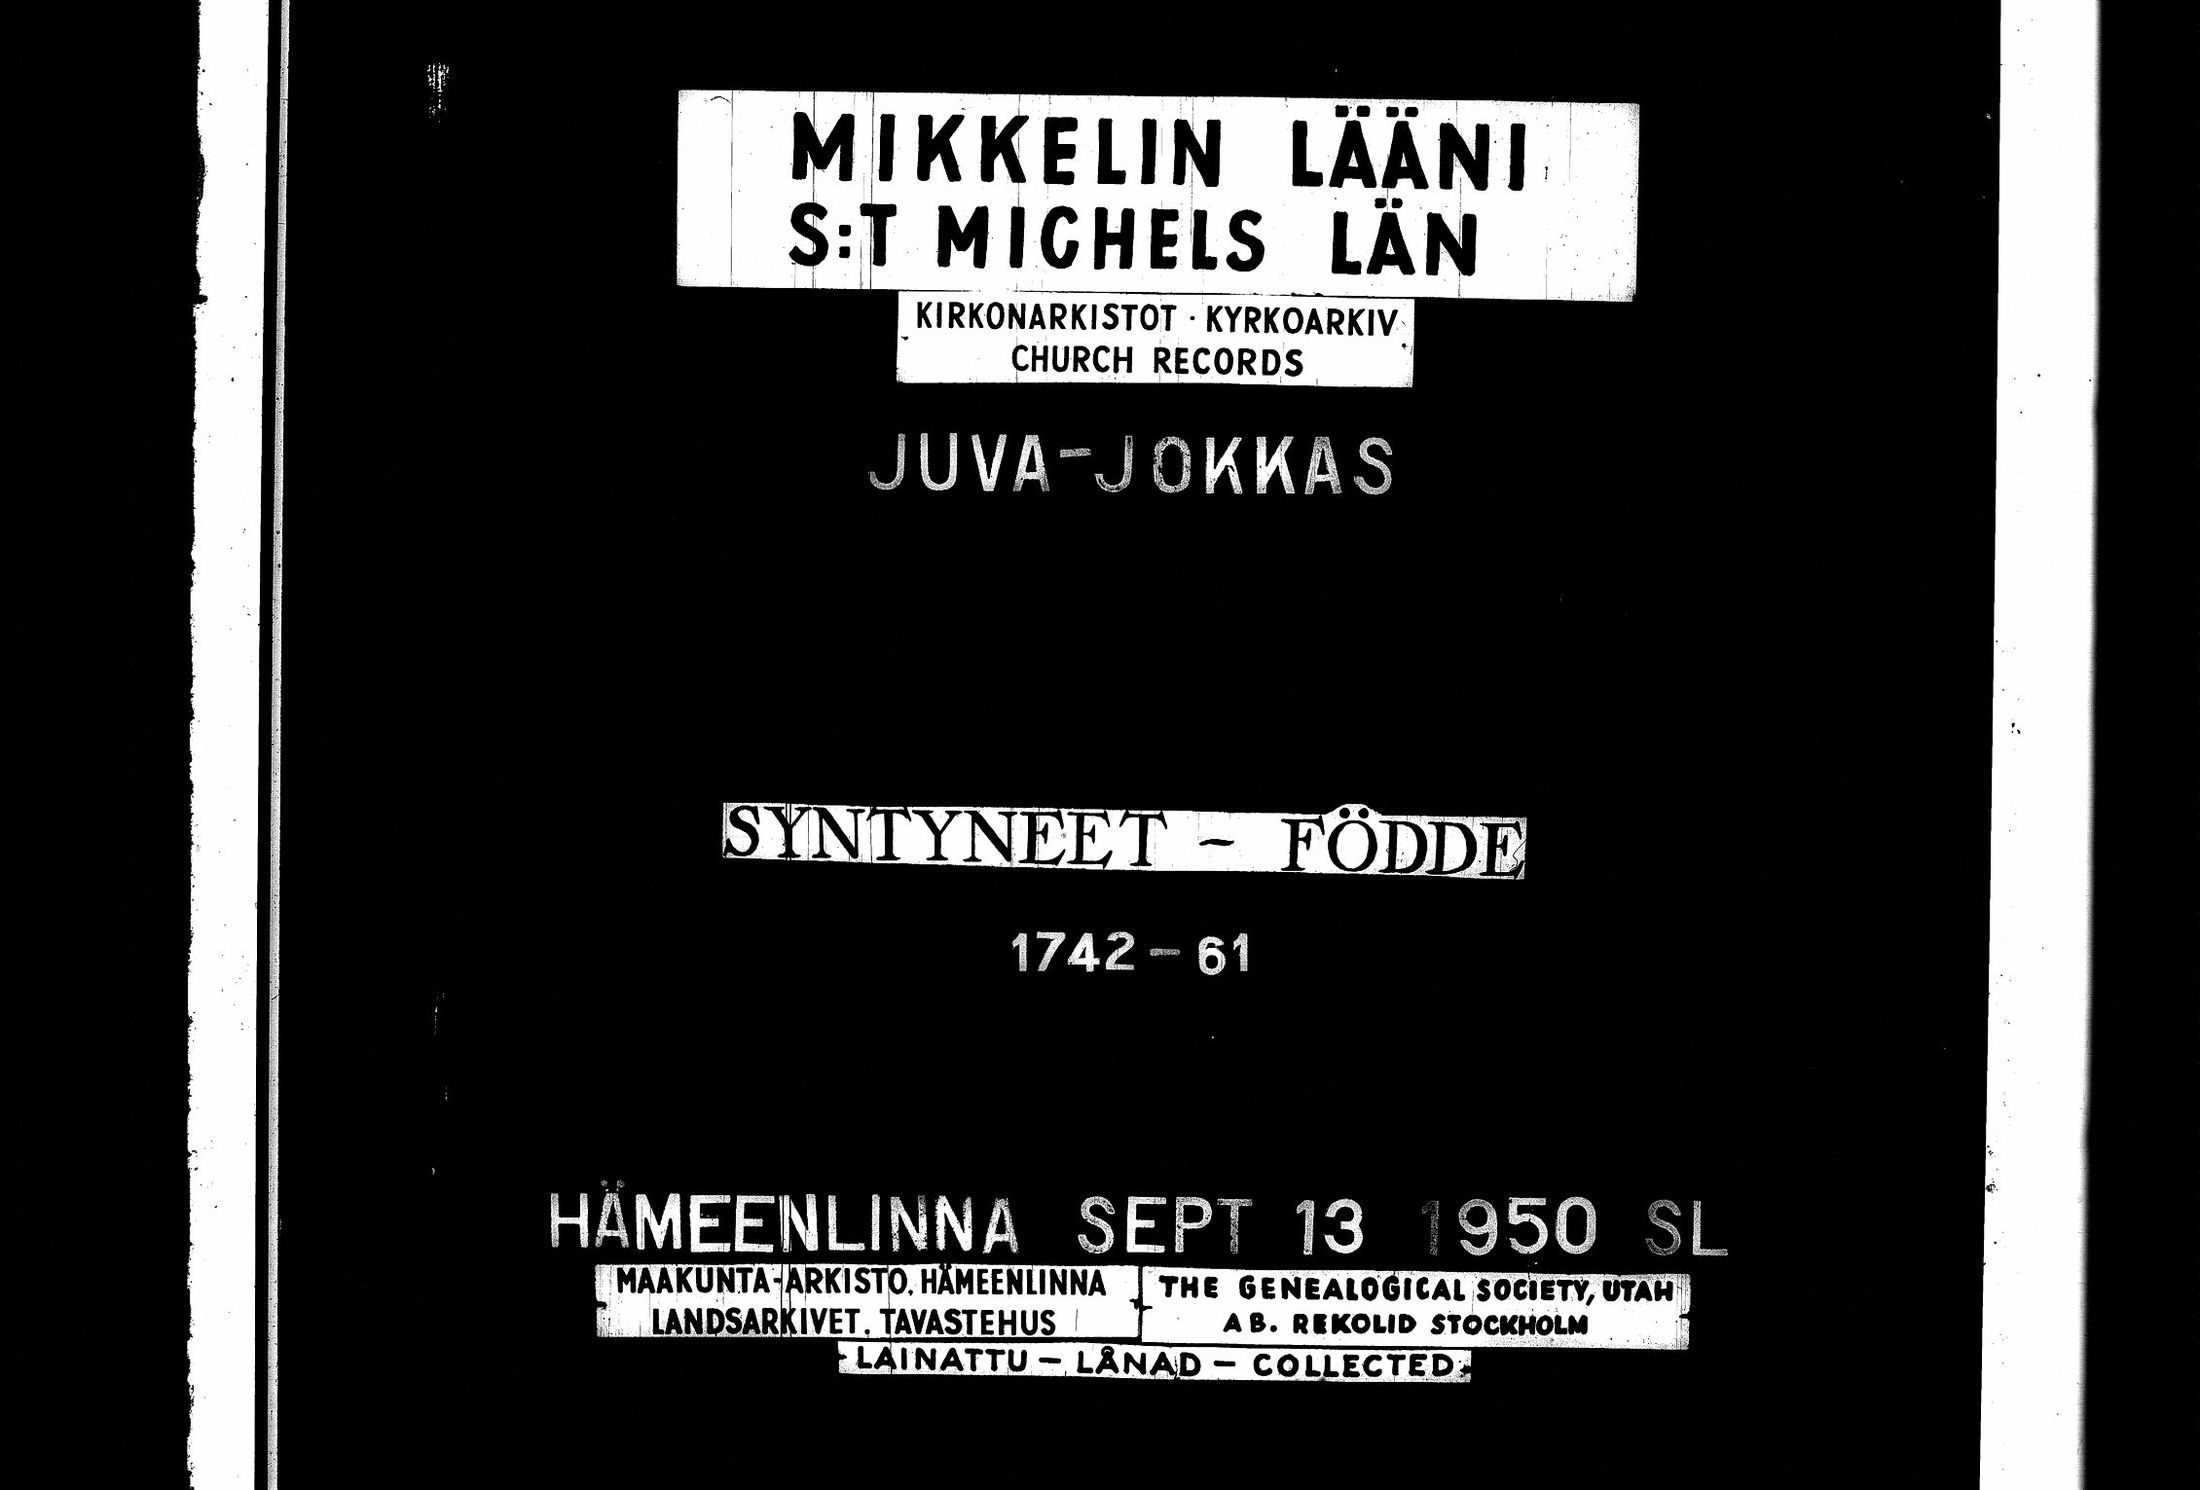 MIKKELIN LÄÄNI
S:T MICHELS LÄN
KIRKONARKISTOT · KYRKOARKIV
CHURCH RECORDS
JUVA-JOKKAS
SYNTYNEET - FÖDDE
1742-61
HÄMEENLINNA SEPT 13 1950 SL
MAAKUNTA-ARKISTO, HÄMEENLINNA
LANDSARKIVET, TAVASTEHUS
THE GENEALOGICAL SOCIETY, UTAH
AB. REKOLID STOCKHOLM
LAINATTU - LÅNAD - COLLECTED